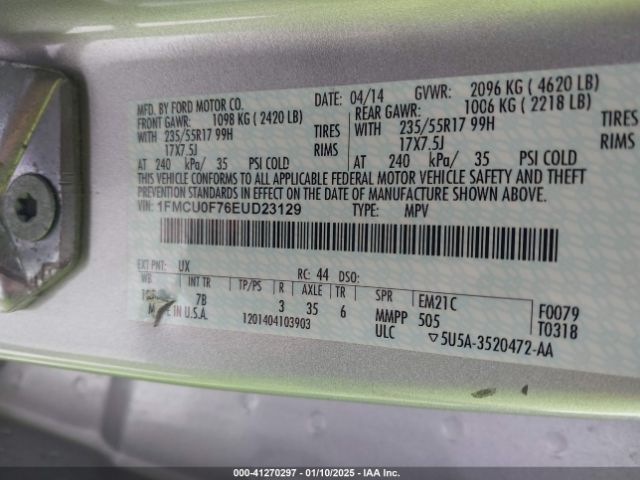 MFD. BY FORD MOTOR CO.
DATE: 04/14 GVWR: 2096 KG ( 4620 LB)
FRONT GAWR: 1098 KG ( 2420 LB) REAR GAWR: 1006 KG ( 2218 LB)
WITH 235/55R17 99H TIRES WITH 235/55R17 99H TIRES
17X7.5J RIMS 17X7.5J RIMS
AT 240 kPa/ 35 PSI COLD AT 240 kPa/ 35 PSI COLD
THIS VEHICLE CONFORMS TO ALL APPLICABLE FEDERAL MOTOR VEHICLE SAFETY AND THEFT
PREVENTION STANDARDS IN EFFECT ON THE DATE OF MANUFACTURE SHOWN ABOVE.
VIN: 1FMCU0F76EUD23129 TYPE: MPV
EXT PNT: UX RC: 44 DSO:
WB INT TR TP/PS R AXLE TR SPR EM21C F0079
7B 3 35 6 MMPP 505 T0318
U.S.A. 1201404103903 ULC ▽5U5A-3520472-AA
000-41270297 - 01/10/2025 - IAA Inc.